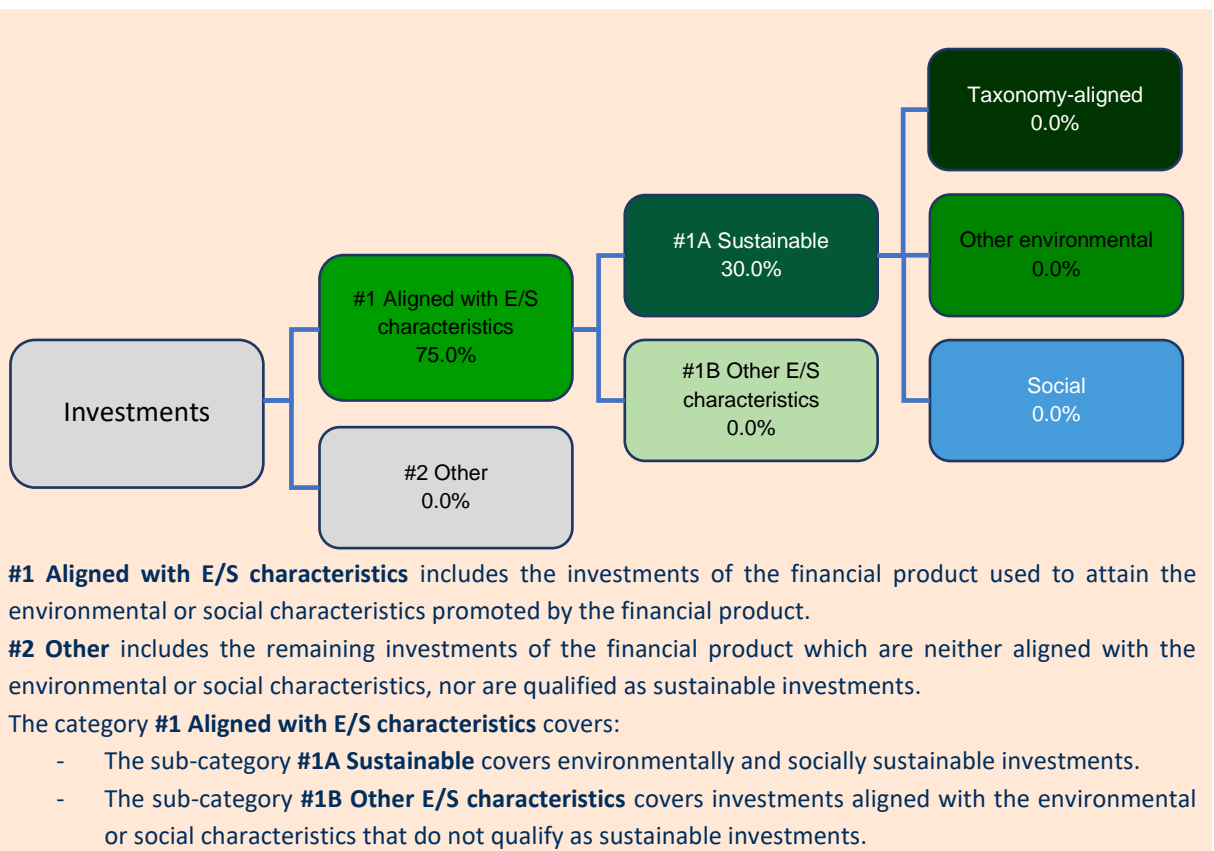 Taxonomy-aligned
0.0%
#1A Sustainable
30.0%
Other environmental
0.0%
#1 Aligned with E/S
characteristics
75.0%
Investments
#1B Other E/S
characteristics
0.0%
Social
0.0%
#2 Other
0.0%
#1 Aligned with E/S characteristics includes the investments of the financial product used to attain the
environmental or social characteristics promoted by the financial product.
#2 Other includes the remaining investments of the financial product which are neither aligned with the
environmental or social characteristics, nor are qualified as sustainable investments.
The category #1 Aligned with E/S characteristics covers:
- The sub-category #1A Sustainable covers environmentally and socially sustainable investments.
- The sub-category #1B Other E/S characteristics covers investments aligned with the environmental
or social characteristics that do not qualify as sustainable investments.